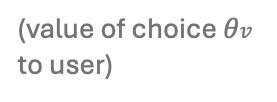 (value of choice 𝜃𝑣
to user)